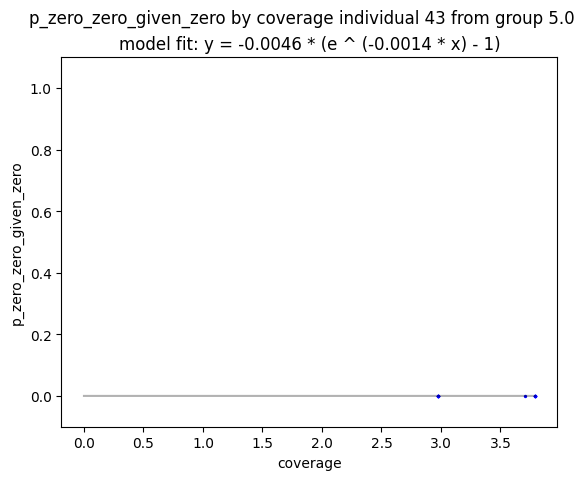 p_zero_zero_given_zero by coverage individual 43 from group 5.0
model fit: y = -0.0046 * (e ^ (-0.0014 * x) - 1)
1.0
0.8
0.6
0.4
0.2
0.0
p_zero_zero_given_zero
0.0 0.5 1.0 1.5 2.0 2.5 3.0 3.5
coverage